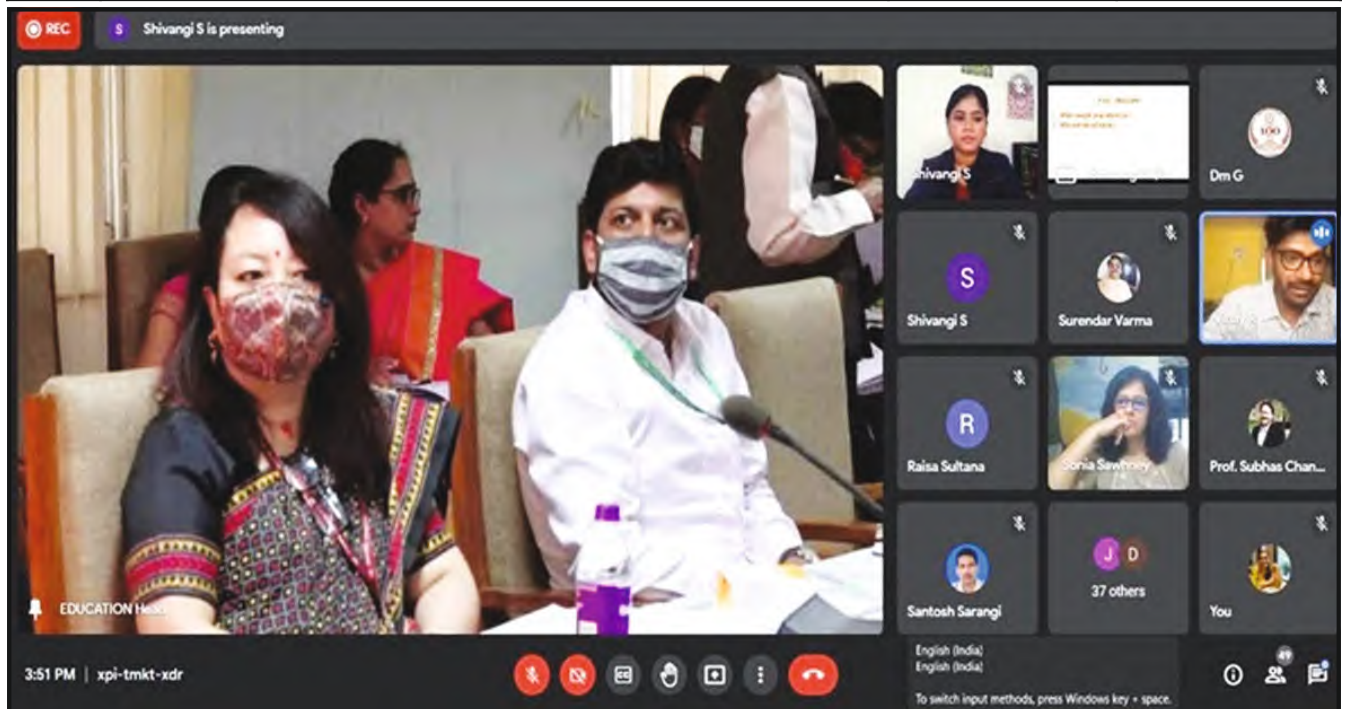 REC
S
Shivangi S is presenting
Shivangi S
100
Dm G
S
Shivangi S
Surendar Varma
R
Raisa Sultana
Sonia Sawhney
Prof. Subhas Chan...
Santosh Sarangi
J D
37 others
You
EDUCATION Head
3:51 PM | xpi-tmkt-xdr
CC
English (India)
English (India)
To switch input methods, press Windows key + space.
49